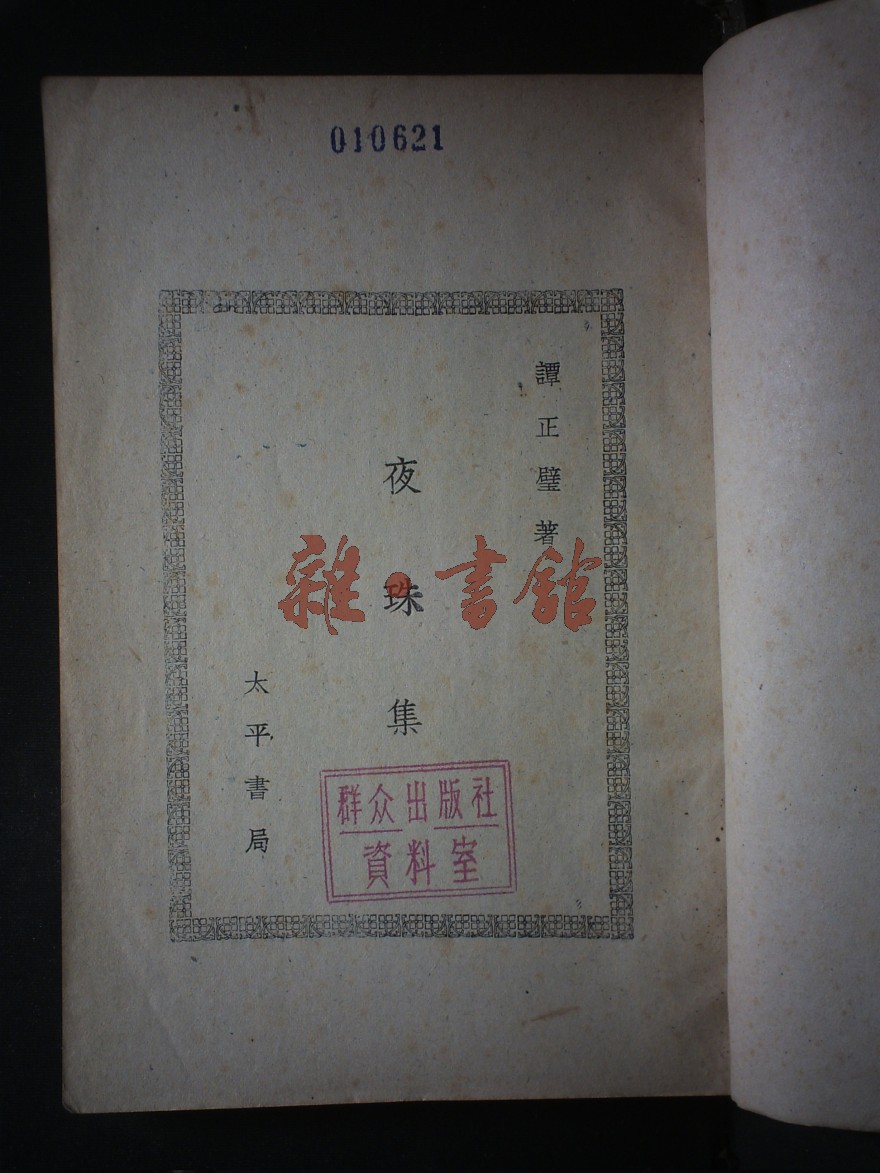 010621
譚正璧著
夜珠集
太平書局
雜·書館
群众出版社
資料室